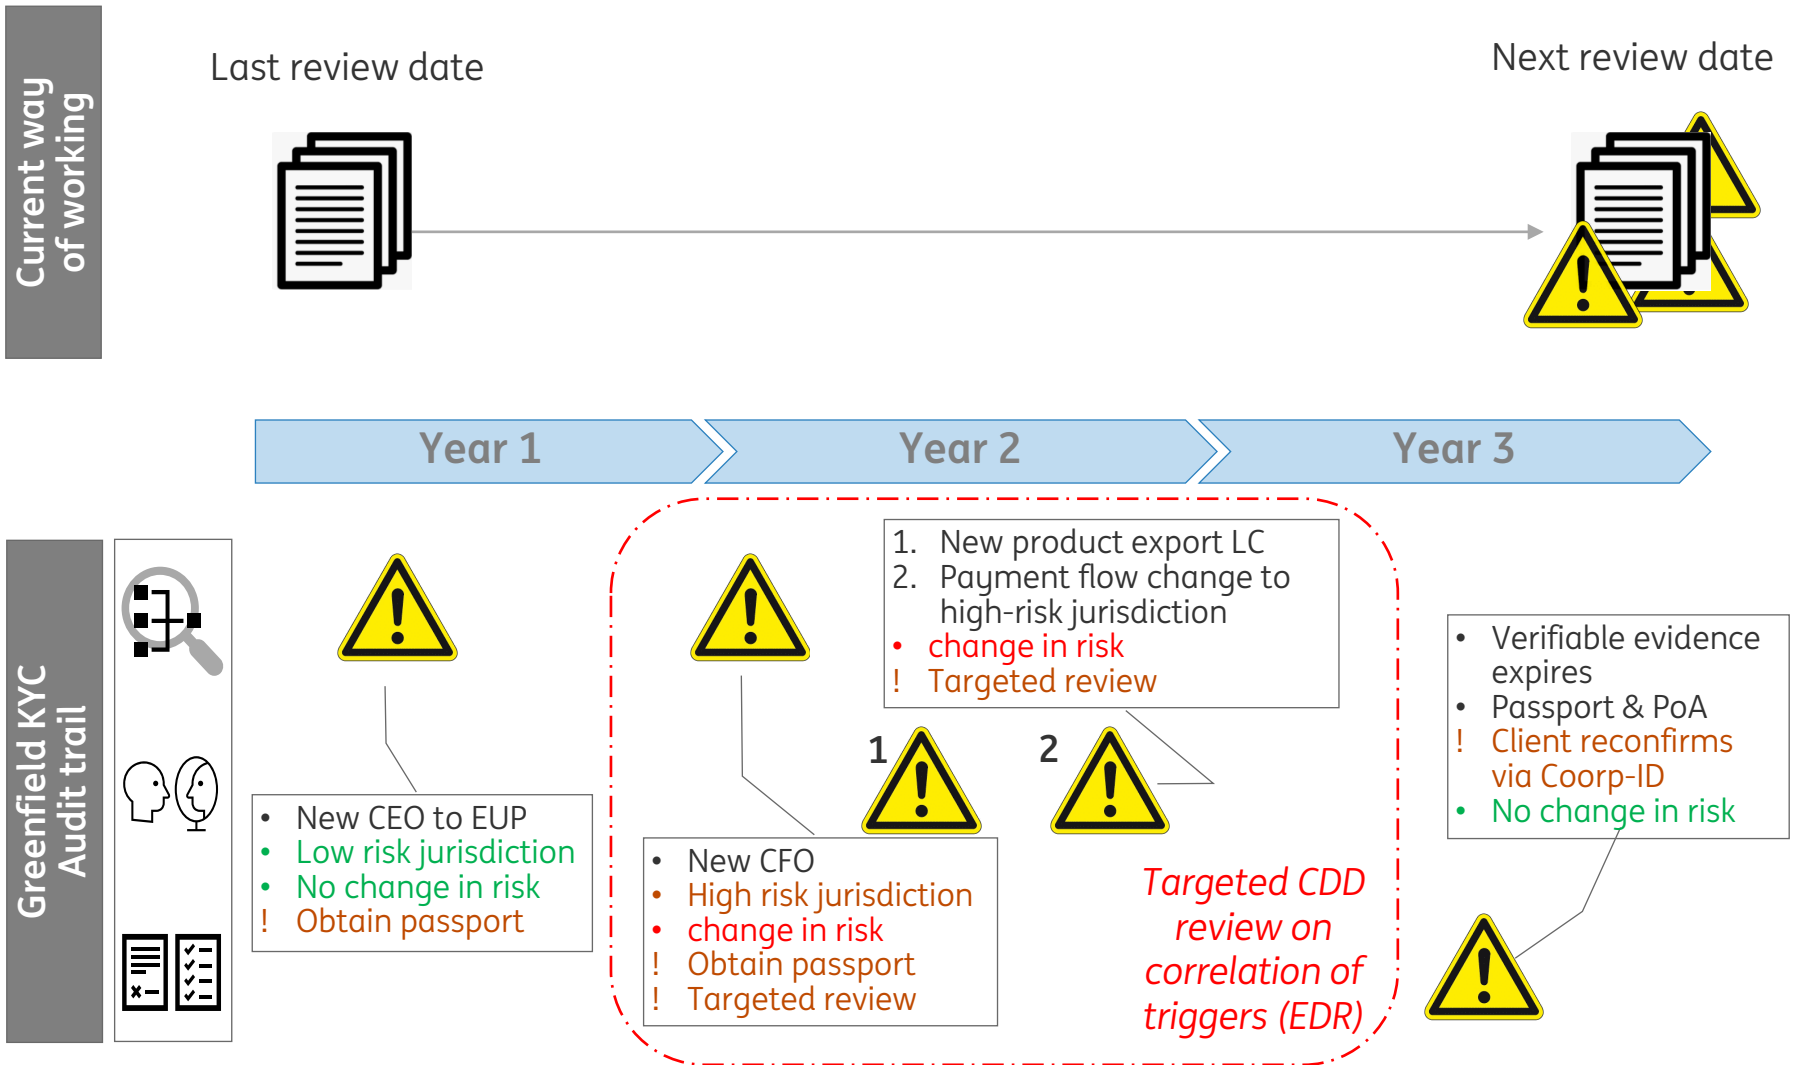 Current way
of working
Last review date
Next review date
Year 1
Year 2
Year 3
Greenfield KYC
Audit trail
• New CEO to EUP
• Low risk jurisdiction
• No change in risk
! Obtain passport
• New CFO
• High risk jurisdiction
• change in risk
! Obtain passport
! Targeted review
1. New product export LC
2. Payment flow change to
high-risk jurisdiction
• change in risk
! Targeted review
1
2
Targeted CDD
review on
correlation of
triggers (EDR)
• Verifiable evidence
expires
• Passport & PoA
! Client reconfirms
via Coorp-ID
• No change in risk